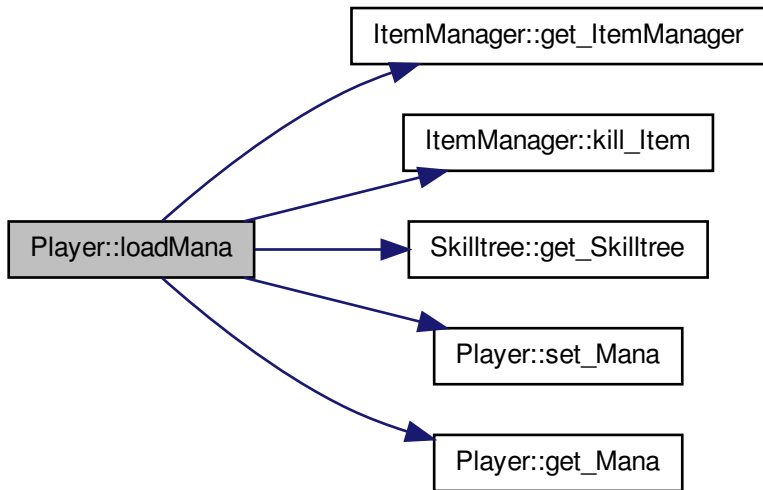 ItemManager::get_ItemManager
ItemManager::kill_Item
Player::loadMana
Skilltree::get_Skilltree
Player::set_Mana
Player::get_Mana